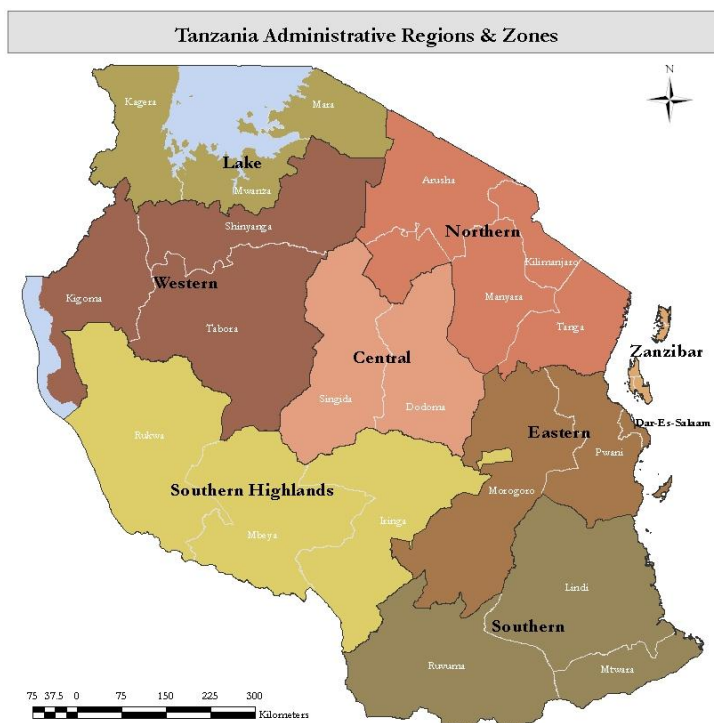 Tanzania Administrative Regions & Zones
N
Kagera
Mara
Lake
Mwanza
Arusha
Shinyanga
Northern
Kilimanjaro
Western
Kigoma
Manyara
Tabora
Tanga
Zanzibar
Central
Singida
Dodoma
Dar-Es-Salaam
Eastern
Rukwa
Pwani
Southern Highlands
Morogoro
Iringa
Mbeya
Lindi
Southern
Ruvuma
Mtwara
75 37.5 0 75 150 225 300
Kilometers